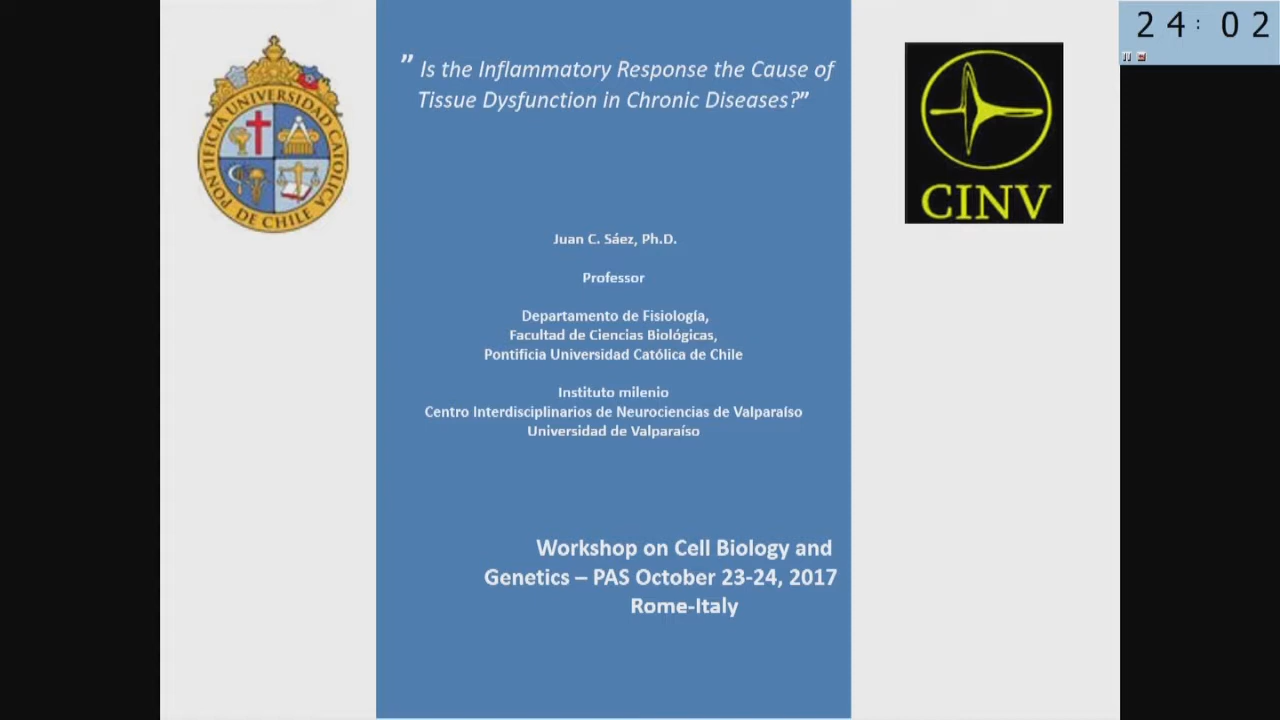 24:02
PONTIFICIA UNIVERSIDAD CATOLICA DE CHILE
CINV
” Is the Inflammatory Response the Cause of
Tissue Dysfunction in Chronic Diseases?”
Juan C. Sáez, Ph.D.
Professor
Departamento de Fisiología,
Facultad de Ciencias Biológicas,
Pontificia Universidad Católica de Chile
Instituto milenio
Centro Interdisciplinarios de Neurociencias de Valparaíso
Universidad de Valparaíso
Workshop on Cell Biology and
Genetics – PAS October 23-24, 2017
Rome-Italy